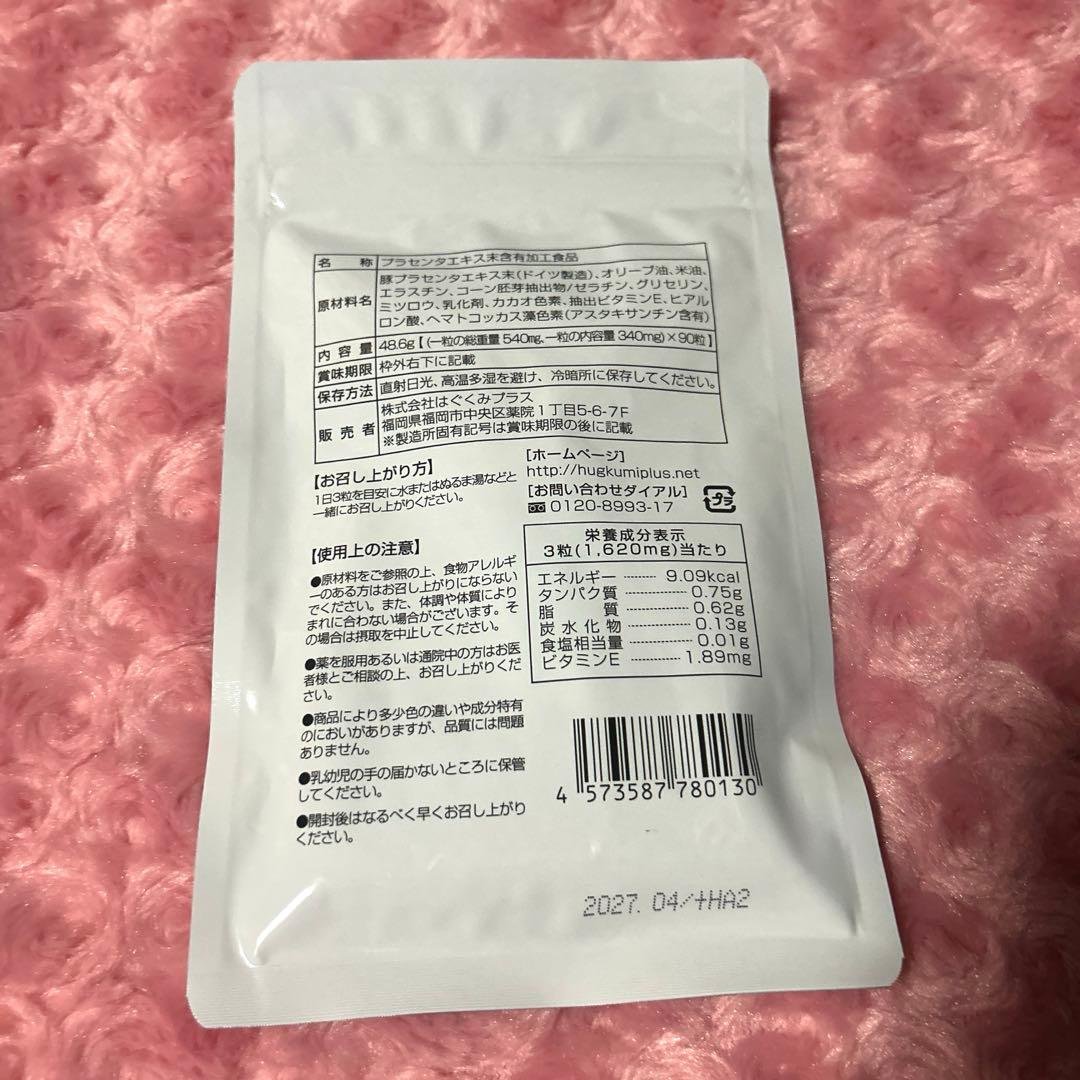 名称 プラセンタエキス末含有加工食品
原材料名 豚プラセンタエキス末(ドイツ製造)、オリーブ油、米油、
エラスチン、コーン胚芽抽出物/ゼラチン、グリセリン、
ミツロウ、乳化剤、カカオ色素、抽出ビタミンE、ヒアル
ロン酸、ヘマトコッカス藻色素(アスタキサンチン含有)
内容量 48.6g【(一粒の総重量540mg、一粒の内容量340mg)×90粒】
賞味期限 枠外右下に記載
保存方法 直射日光、高温多湿を避け、冷暗所に保存してください。
販売者 株式会社はぐくみプラス
福岡県福岡市中央区薬院1丁目5-6-7F
※製造所固有記号は賞味期限の後に記載
【お召し上がり方】
1日3粒を目安に水またはぬるま湯などと
一緒にお召し上がりください。
[ホームページ]
http://hugkumiplus.net
[お問い合わせダイアル]
0120-8993-17
プラ
【使用上の注意】
●原材料をご参照の上、食物アレルギ
ーのある方はお召し上がりにならない
でください。また、体調や体質により
まれに合わない場合がございます。そ
の場合は摂取を中止してください。
●薬を服用あるいは通院中の方はお医
者様とご相談の上、お召し上がりくだ
さい。
●商品により多少色の違いや成分特有
のにおいがありますが、品質には問題
ありません。
●乳幼児の手の届かないところに保管
してください。
●開封後はなるべく早くお召し上がり
ください。
栄養成分表示
3粒(1,620mg)当たり
エネルギー 9.09kcal
タンパク質 0.75g
脂質 0.62g
炭水化物 0.13g
食塩相当量 0.01g
ビタミンE 1.89mg
4 573587 780130
2027. 04/+HA2